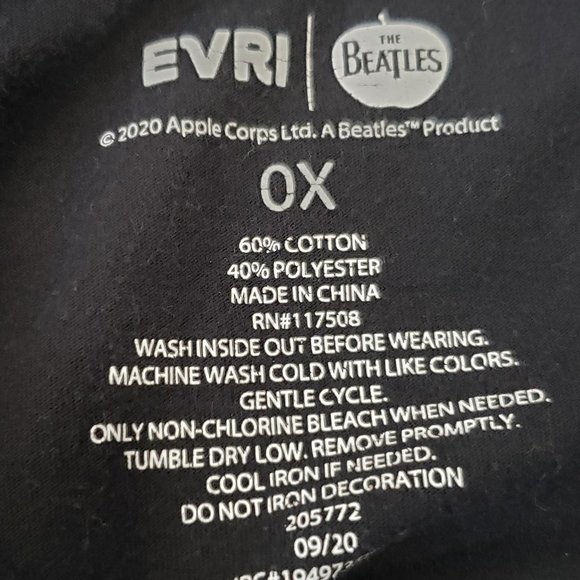 EVRI | THE BEATLES
© 2020 Apple Corps Ltd. A Beatles™ Product
0X
60% COTTON
40% POLYESTER
MADE IN CHINA
RN#117508
WASH INSIDE OUT BEFORE WEARING.
MACHINE WASH COLD WITH LIKE COLORS.
GENTLE CYCLE.
ONLY NON-CHLORINE BLEACH WHEN NEEDED.
TUMBLE DRY LOW. REMOVE PROMPTLY.
COOL IRON IF NEEDED.
DO NOT IRON DECORATION
205772
09/20